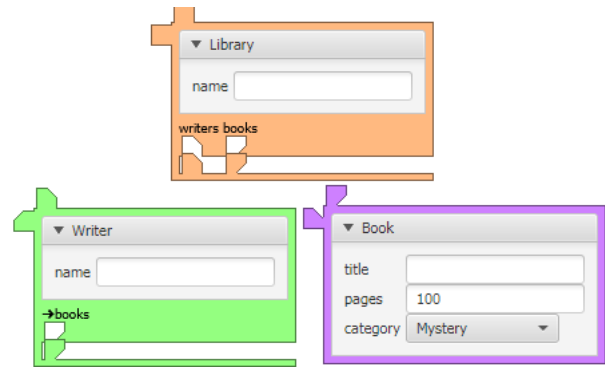 ▼ Library
name
writers books
▼ Writer
name
➔books
▼ Book
title
pages 100
category Mystery